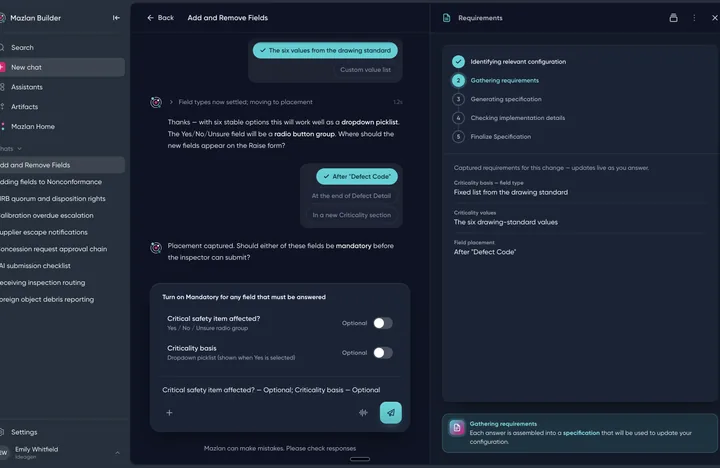 Mazlan Builder
Search
New chat
Assistants
Artifacts
Mazlan Home
hats
dd and Remove Fields
dding fields to Nonconformance
RB quorum and disposition rights
alibration overdue escalation
upplier escape notifications
oncession request approval chain
AI submission checklist
eceiving inspection routing
oreign object debris reporting
Settings
EW
Emily Whitfield
Back
Add and Remove Fields
The six values from the drawing standard
Custom value list
Field types now settled; moving to placement
1.2s
Thanks — with six stable options this will work well as a dropdown picklist.
The Yes/No/Unsure field will be a radio button group. Where should the
new fields appear on the Raise form?
After "Defect Code"
At the end of Defect Detail
In a new Criticality section
Placement captured. Should either of these fields be mandatory before
the inspector can submit?
Turn on Mandatory for any field that must be answered
Critical safety item affected?
Yes / No / Unsure radio group
Optional
Criticality basis
Dropdown picklist (shown when Yes is selected)
Optional
Critical safety item affected? — Optional; Criticality basis — Optional
Mazlan can make mistakes. Please check responses
Requirements
Identifying relevant configuration
2
Gathering requirements
3
Generating specification
4
Checking implementation details
5
Finalize Specification
Captured requirements for this change — updates live as you answer.
Criticality basis — field type
Fixed list from the drawing standard
Criticality values
The six drawing-standard values
Field placement
After "Defect Code"
Gathering requirements
Each answer is assembled into a specification that will be used to update your
configuration.